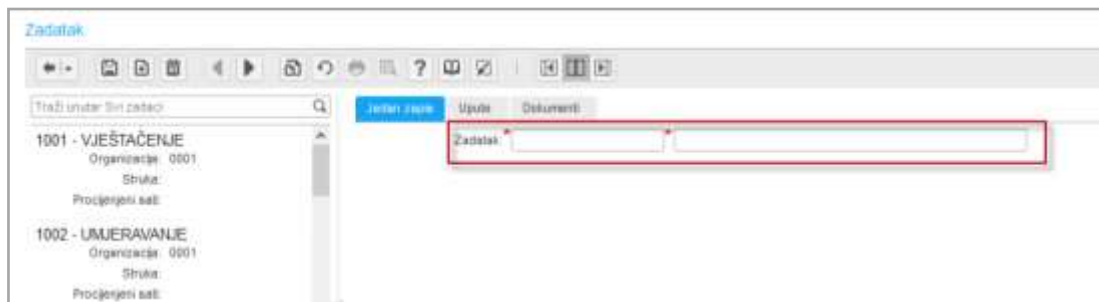 Zadatak
Traži unutar Svi zadaci
Jedan zapis Upute Dokumenti
Zadatak * *
1001 - VJEŠTAČENJE
Organizacija: 0001
Struka:
Procijenjeni sati:
1002 - UMJERAVANJE
Organizacija: 0001
Struka:
Procijenjeni sati: